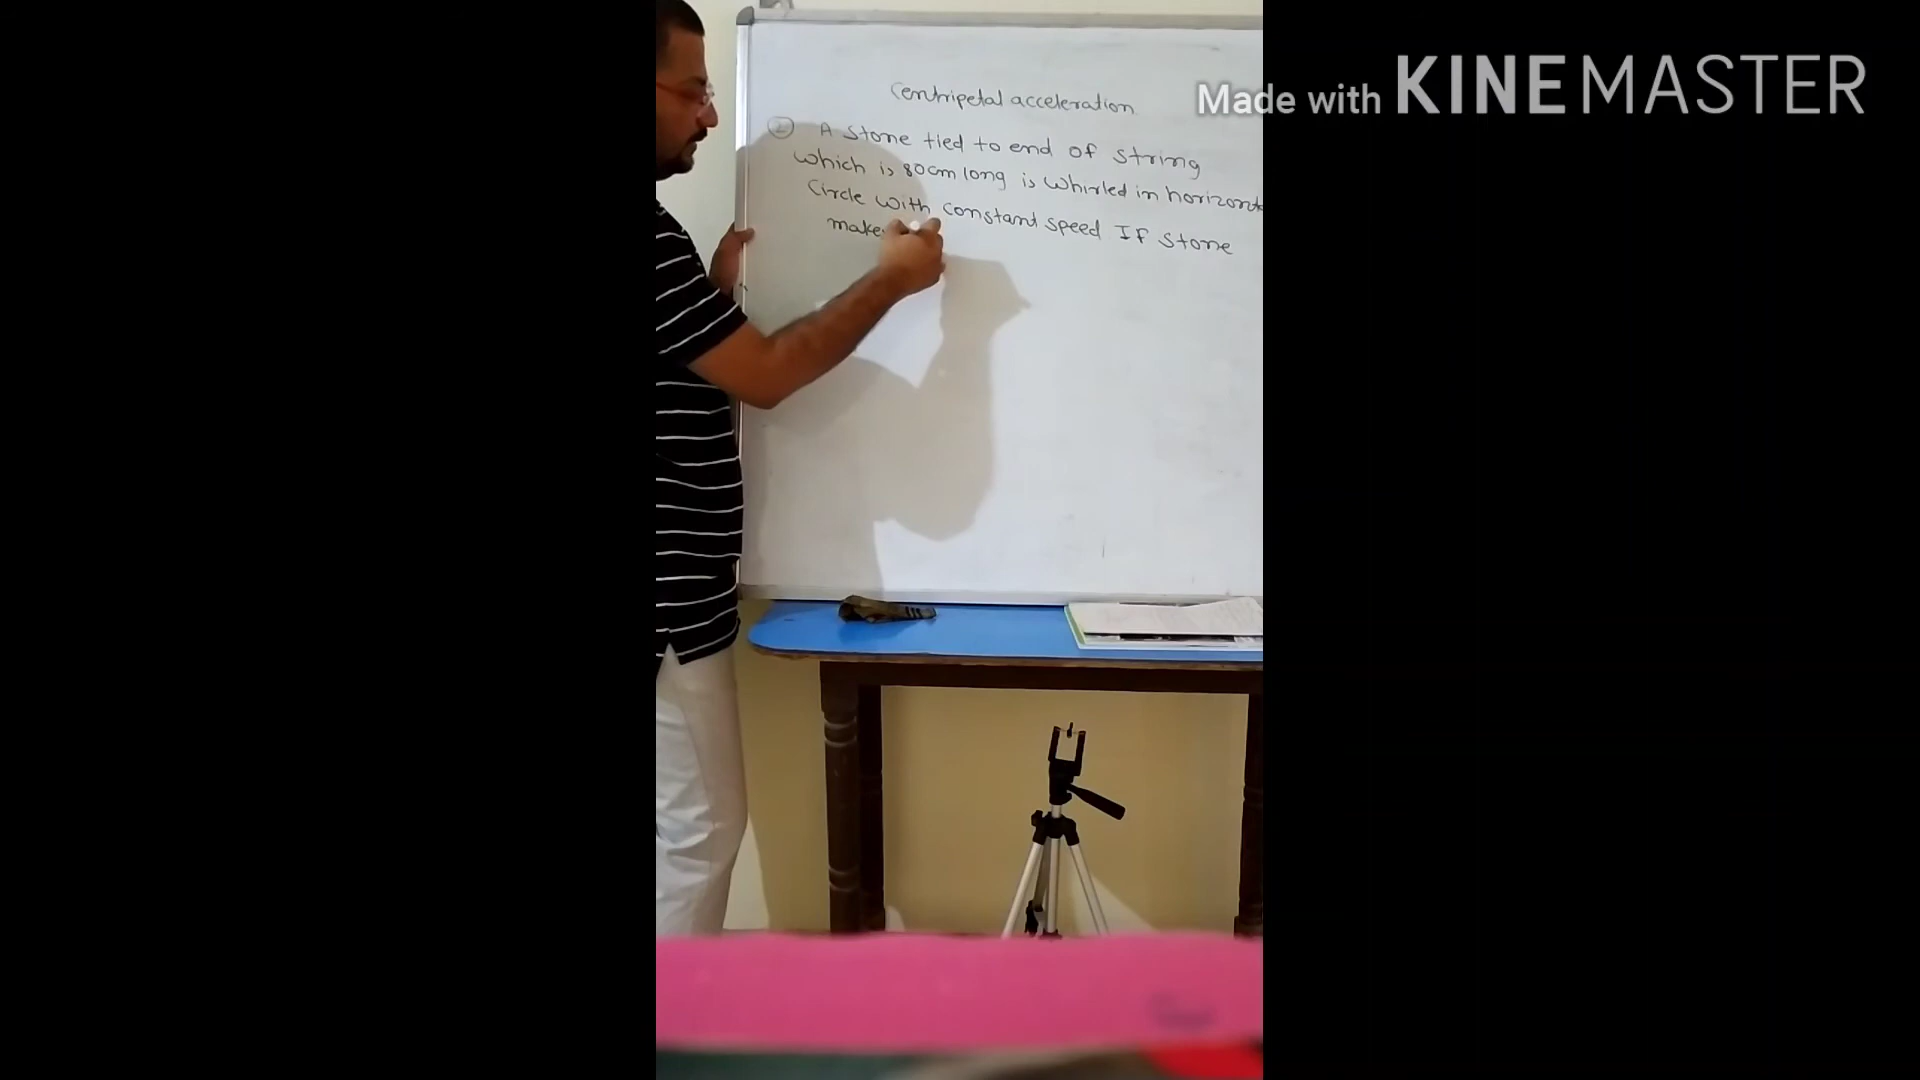 Made with KINEMASTER
Centripetal acceleration
② A stone tied to end of string
which is 80cm long is whirled in horizont
Circle with constant speed If stone
make